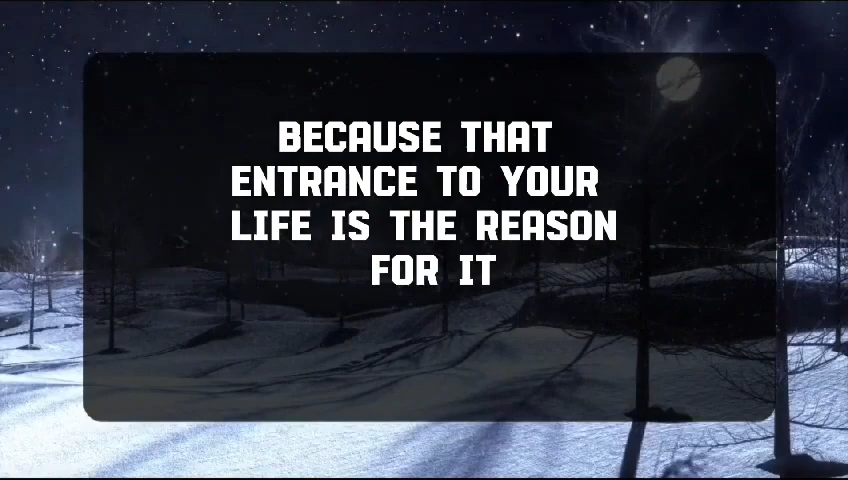 BECAUSE THAT
ENTRANCE TO YOUR
LIFE IS THE REASON
FOR IT